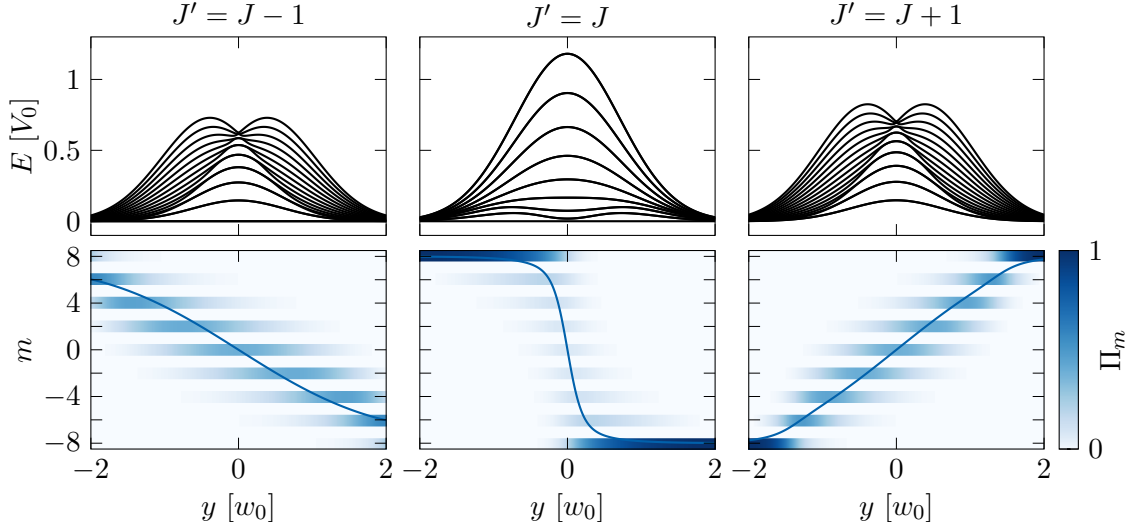 J′ = J − 1
J′ = J
J′ = J + 1
E [V₀]
1
0.5
0
m
8
4
0
−4
−8
−2
0
2
−2
0
2
−2
0
2
y [w₀]
y [w₀]
y [w₀]
1
0
Πₘ